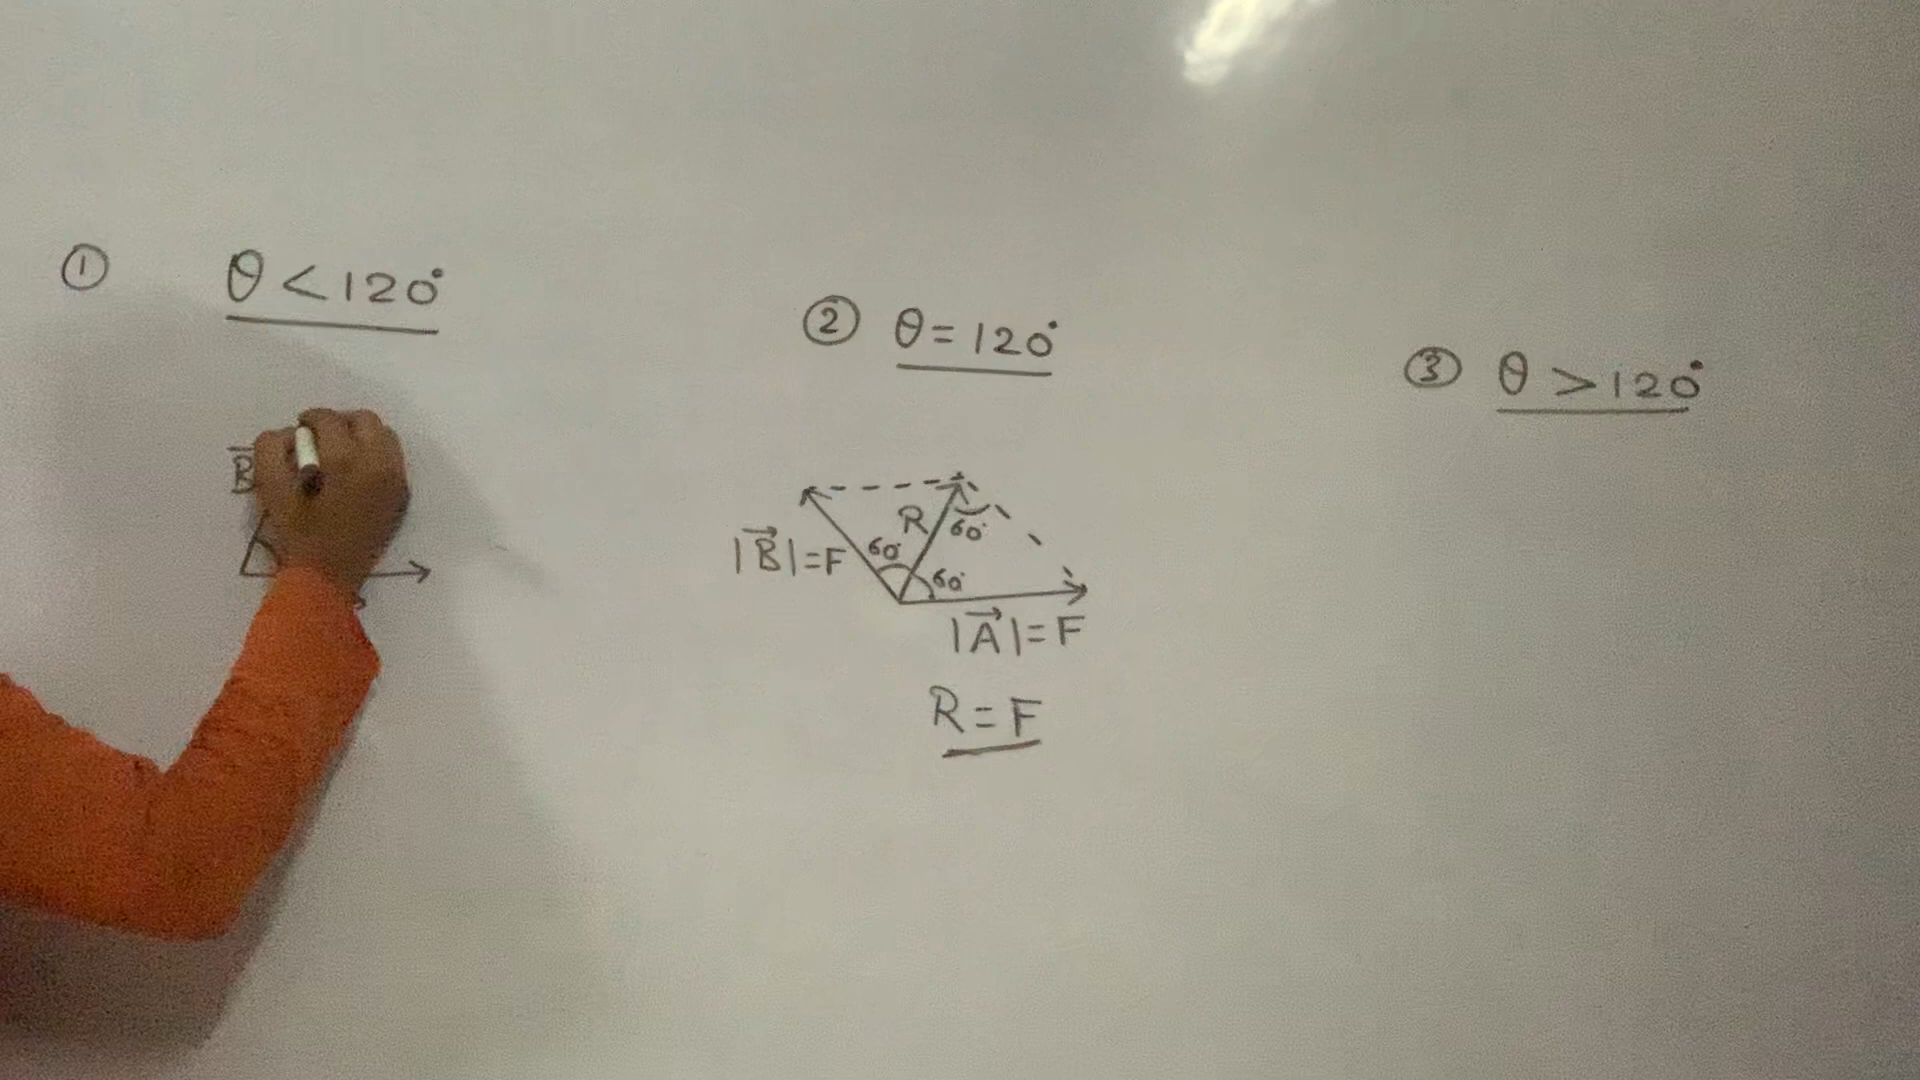 ① θ < 120°
② θ = 120°
③ θ > 120°
B
R
60°
60°
60°
|B⃗| = F
|A⃗| = F
R = F